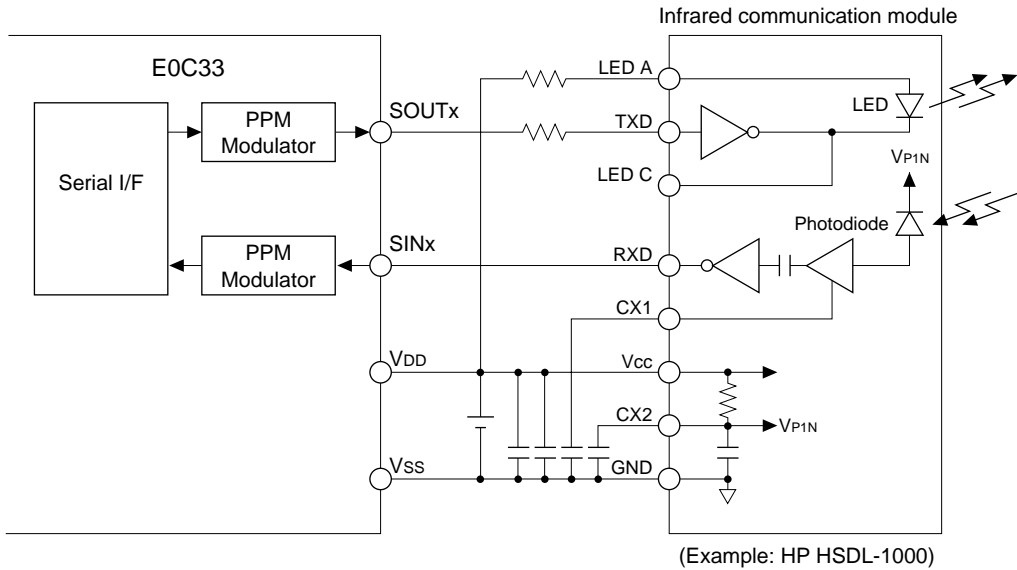 Infrared communication module
E0C33
Serial I/F
PPM
Modulator
PPM
Modulator
SOUTx
SINx
VDD
VSS
LED A
TXD
LED C
RXD
CX1
Vcc
CX2
GND
LED
VP1N
Photodiode
VP1N
(Example: HP HSDL-1000)